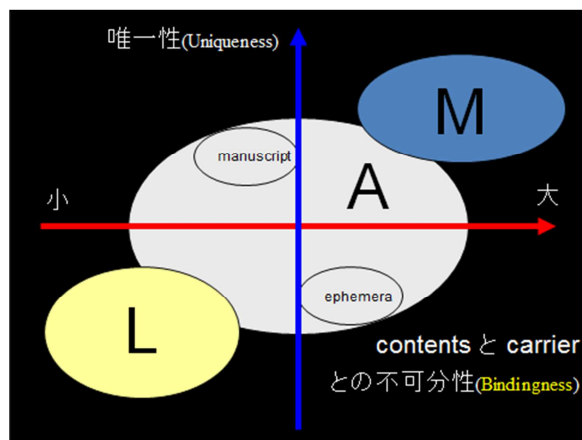 唯一性(Uniqueness)
M
manuscript
A
小
大
ephemera
L
contents と carrier
との不可分性(Bindingness)